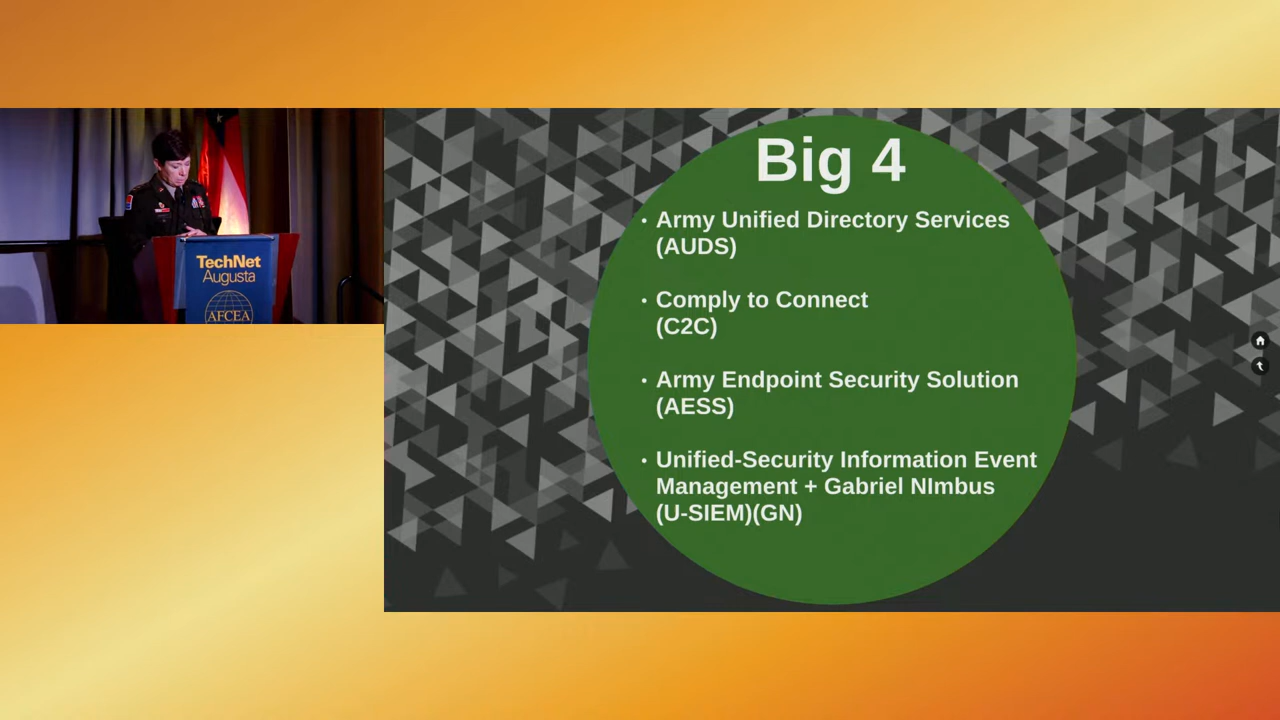 TechNet
Augusta
AFCEA
Big 4
• Army Unified Directory Services
(AUDS)
• Comply to Connect
(C2C)
• Army Endpoint Security Solution
(AESS)
• Unified-Security Information Event
Management + Gabriel NImbus
(U-SIEM)(GN)